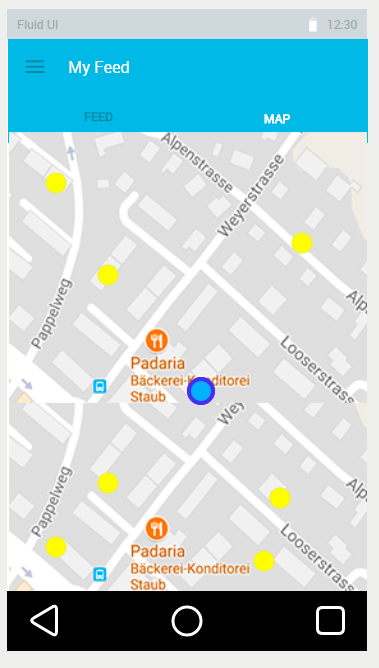 Fluid UI 12:30
My Feed
FEED MAP
Alpenstrasse
Weyerstrasse
Pappelweg
Alp
Looserstrasse
Padaria
Bäckerei-Konditorei
Staub
Wey
Pappelweg
Alp
Looserstrasse
Padaria
Bäckerei-Konditorei
Staub